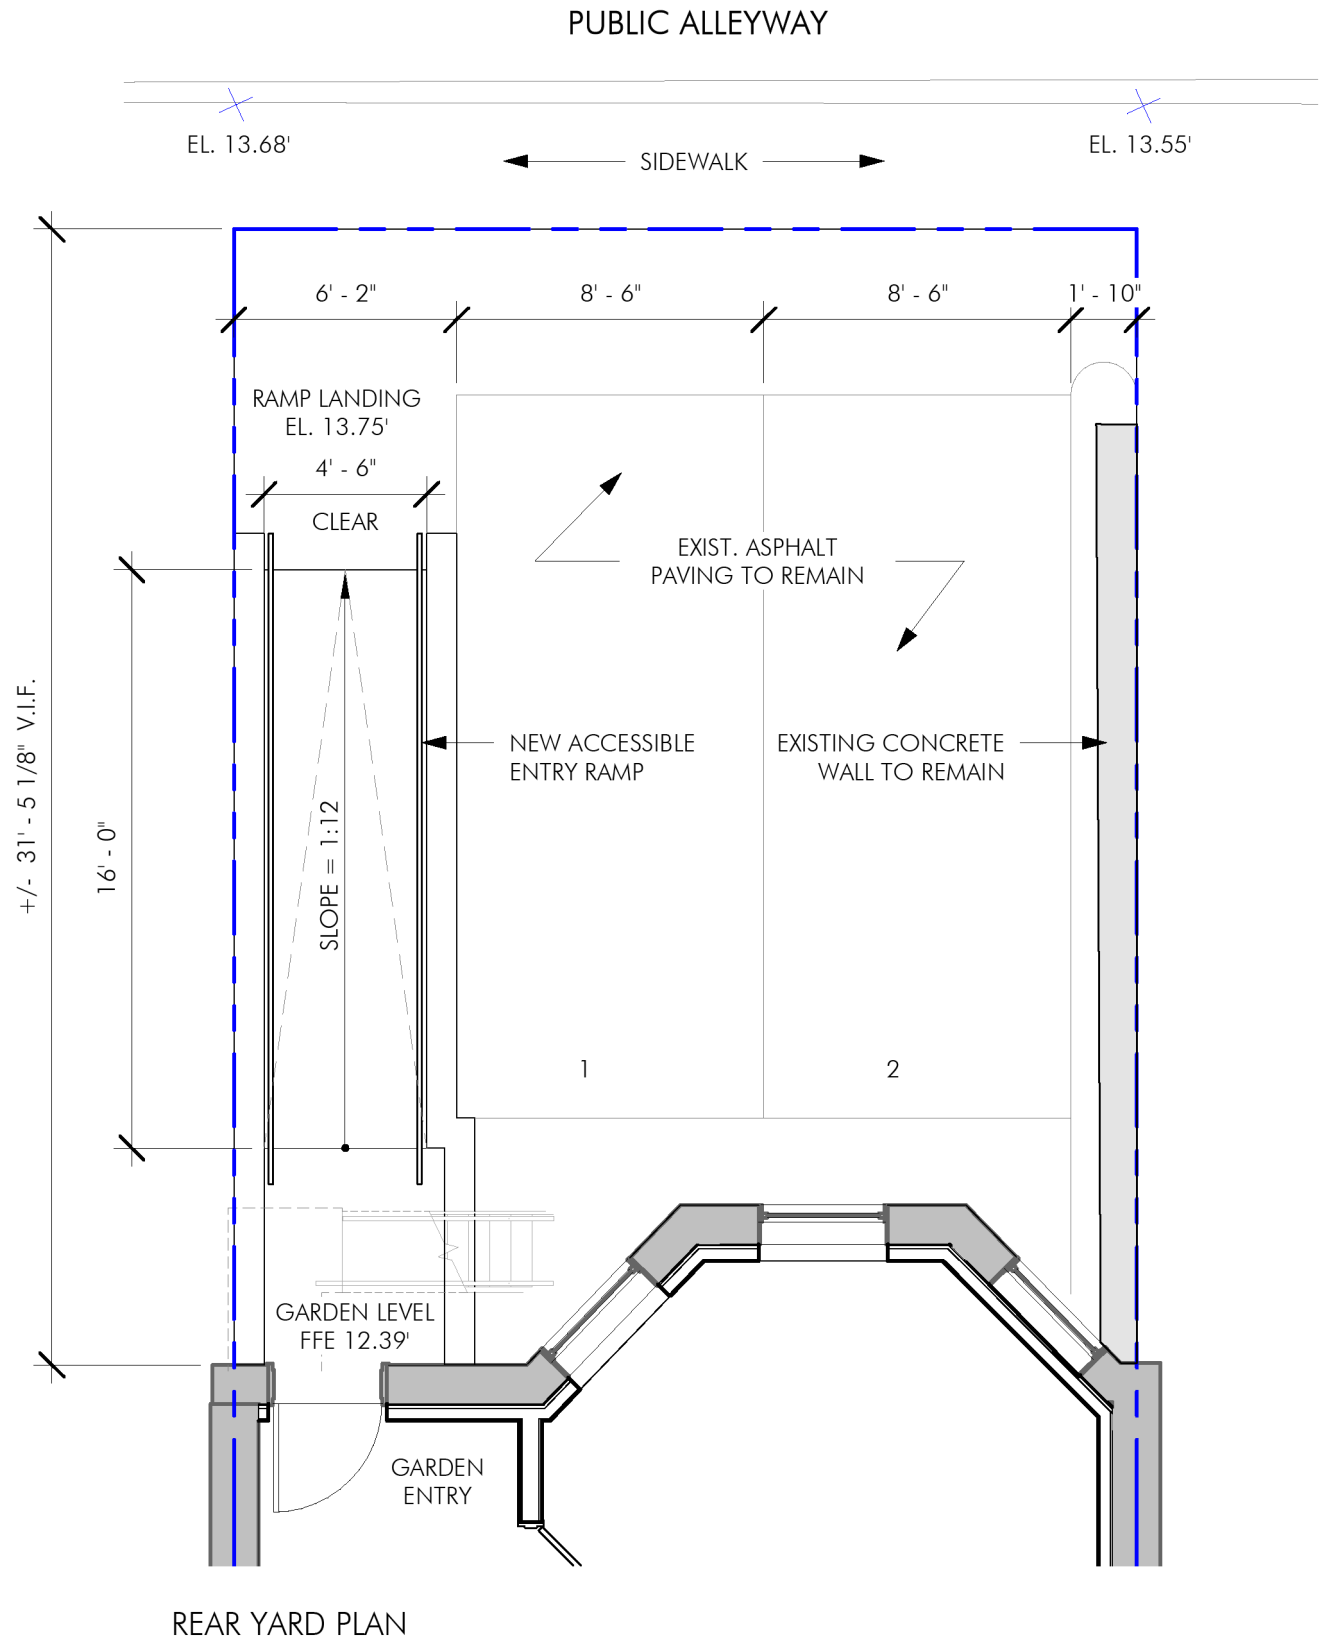 PUBLIC ALLEYWAY
EL. 13.68'
EL. 13.55'
SIDEWALK
6' - 2"
8' - 6"
8' - 6"
1' - 10"
RAMP LANDING
EL. 13.75'
4' - 6"
CLEAR
EXIST. ASPHALT
PAVING TO REMAIN
NEW ACCESSIBLE
ENTRY RAMP
EXISTING CONCRETE
WALL TO REMAIN
+/- 31' - 5 1/8" V.I.F.
16' - 0"
SLOPE = 1:12
1
2
GARDEN LEVEL
FFE 12.39'
GARDEN
ENTRY
REAR YARD PLAN